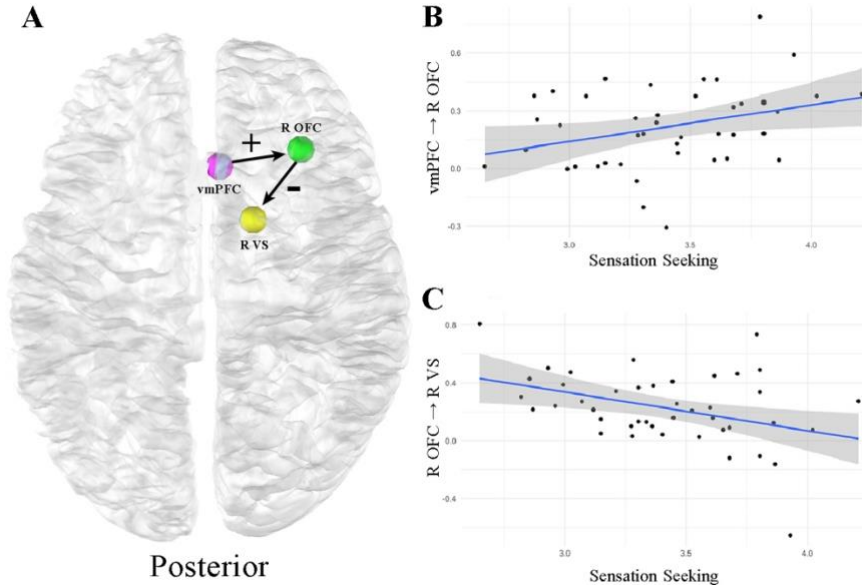 A
R OFC
+
vmPFC
-
R VS
Posterior
B
vmPFC → R OFC
0.6
0.3
0.0
-0.3
3.0
3.5
4.0
Sensation Seeking
C
R OFC → R VS
0.8
0.4
0.0
-0.4
3.0
3.5
4.0
Sensation Seeking